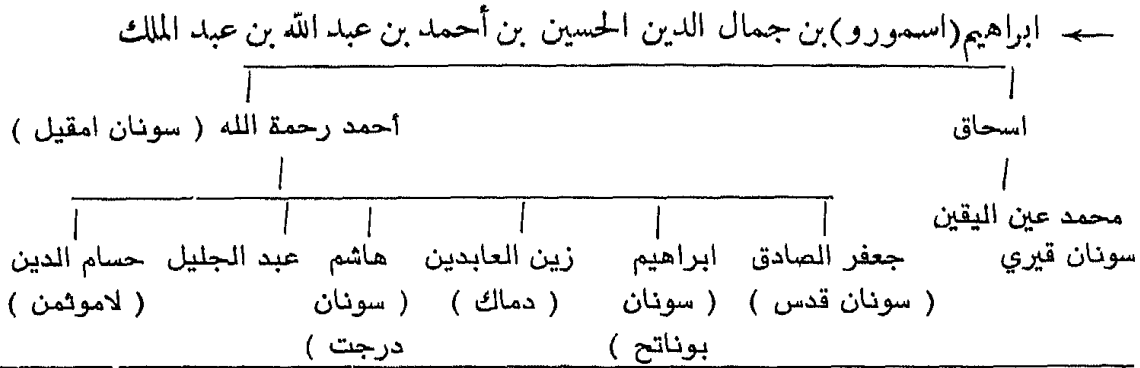 ابراهيم (اسمورو) بن جمال الدين الحسين بن أحمد بن عبد الله بن عبد الملك
اسحاق أحمد رحمة الله ( سونان امقيل )
محمد عين اليقين
سونان قيري جعفر الصادق ابراهيم زين العابدين هاشم عبد الجليل حسام الدين
( سونان قدس ) ( سونان ( دماك ) ( سونان ( لاموثمن )
بوناتح ) درجت )